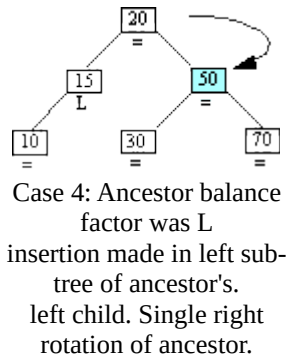 20
=
15
50
L
=
10
30
70
=
=
=
Case 4: Ancestor balance
factor was L
insertion made in left sub-
tree of ancestor's.
left child. Single right
rotation of ancestor.